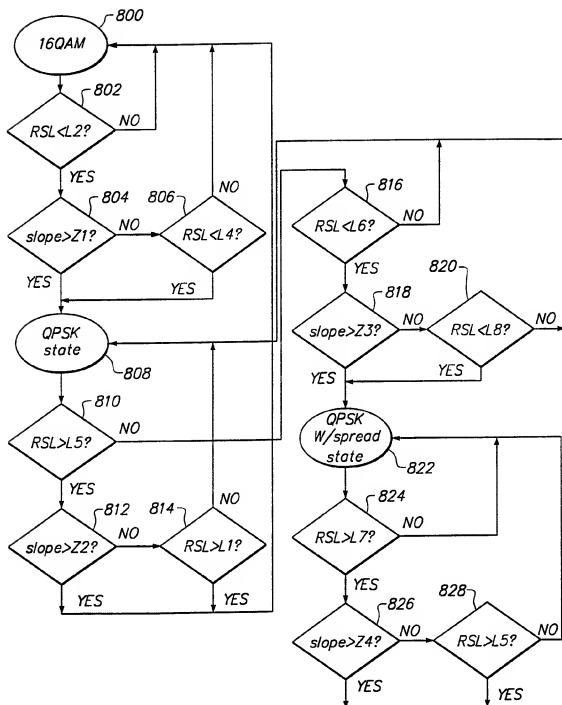 800
16QAM
802
RSL<L2?
NO
YES
804
slope>Z1?
NO
806
RSL<L4?
NO
YES
YES
QPSK
state
808
810
RSL>L5?
NO
YES
812
slope>Z2?
NO
814
RSL>L1?
NO
YES
YES
816
RSL<L6?
NO
YES
818
slope>Z3?
NO
820
RSL<L8?
NO
YES
YES
QPSK
W/spread
state
822
824
RSL>L7?
NO
YES
826
slope>Z4?
NO
828
RSL>L5?
NO
YES
YES